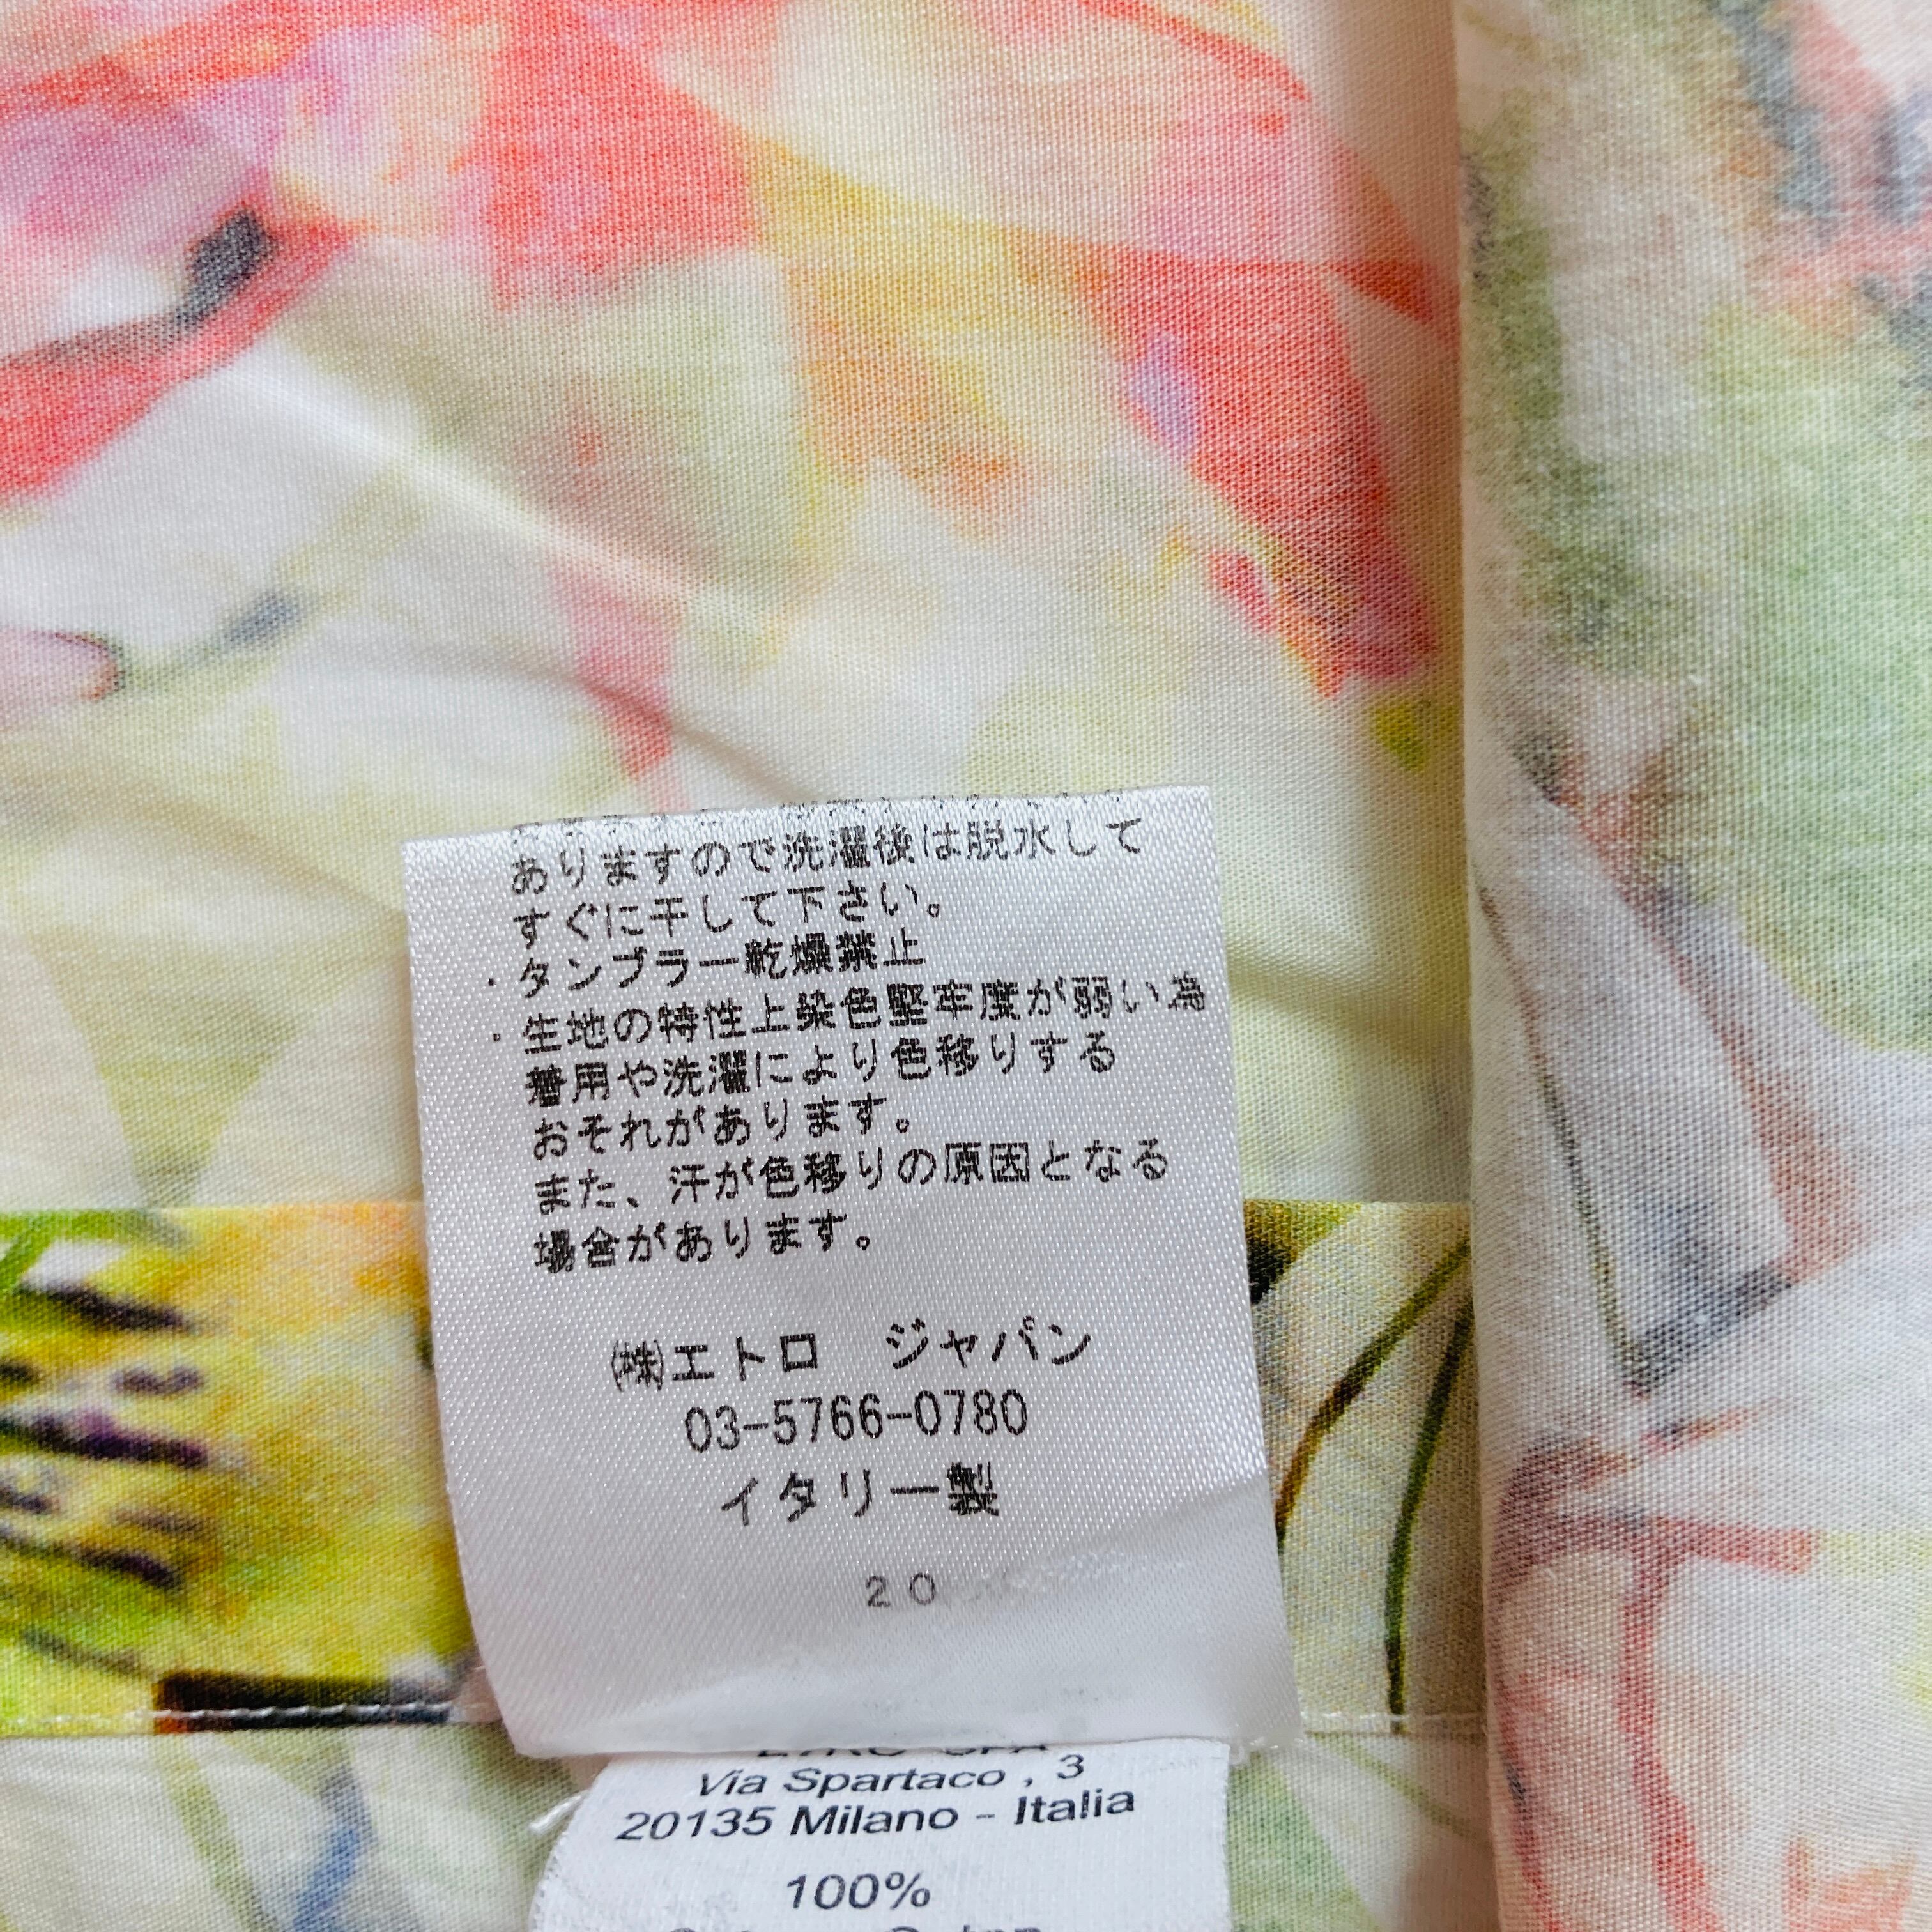 ありますので洗濯後は脱水して
すぐに干して下さい。
・タンブラー乾燥禁止
・生地の特性上染色堅牢度が弱い為
着用や洗濯により色移りする
おそれがあります。
また、汗が色移りの原因となる
場合があります。
㈱エトロ　ジャパン
03-5766-0780
イタリー製
20
Via Spartaco , 3
20135 Milano - Italia
100%